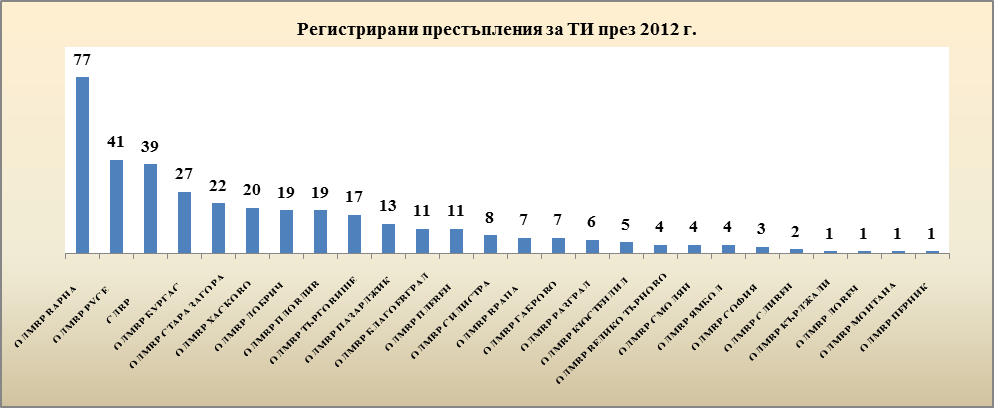 Регистрирани престъпления за ТИ през 2012 г.
77
41
39
27
22
20
19
19
17
13
11
11
8
7
7
6
5
4
4
4
3
2
1
1
1
1
ОДМВР ВАРНА
ОДМВР РУСЕ
СДВР
ОДМВР БУРГАС
ОДМВР СТАРА ЗАГОРА
ОДМВР ХАСКОВО
ОДМВР ДОБРИЧ
ОДМВР ПЛОВДИВ
ОДМВР ТЪРГОВИЩЕ
ОДМВР ПАЗАРДЖИК
ОДМВР БЛАГОЕВГРАД
ОДМВР ПЛЕВЕН
ОДМВР СИЛИСТРА
ОДМВР ВРАЦА
ОДМВР ГАБРОВО
ОДМВР РАЗГРАД
ОДМВР КЮСТЕНДИЛ
ОДМВР ВЕЛИКО ТЪРНОВО
ОДМВР СМОЛЯН
ОДМВР ЯМБОЛ
ОДМВР СОФИЯ
ОДМВР СЛИВЕН
ОДМВР КЪРДЖАЛИ
ОДМВР ЛОВЕЧ
ОДМВР МОНТАНА
ОДМВР ПЕРНИК